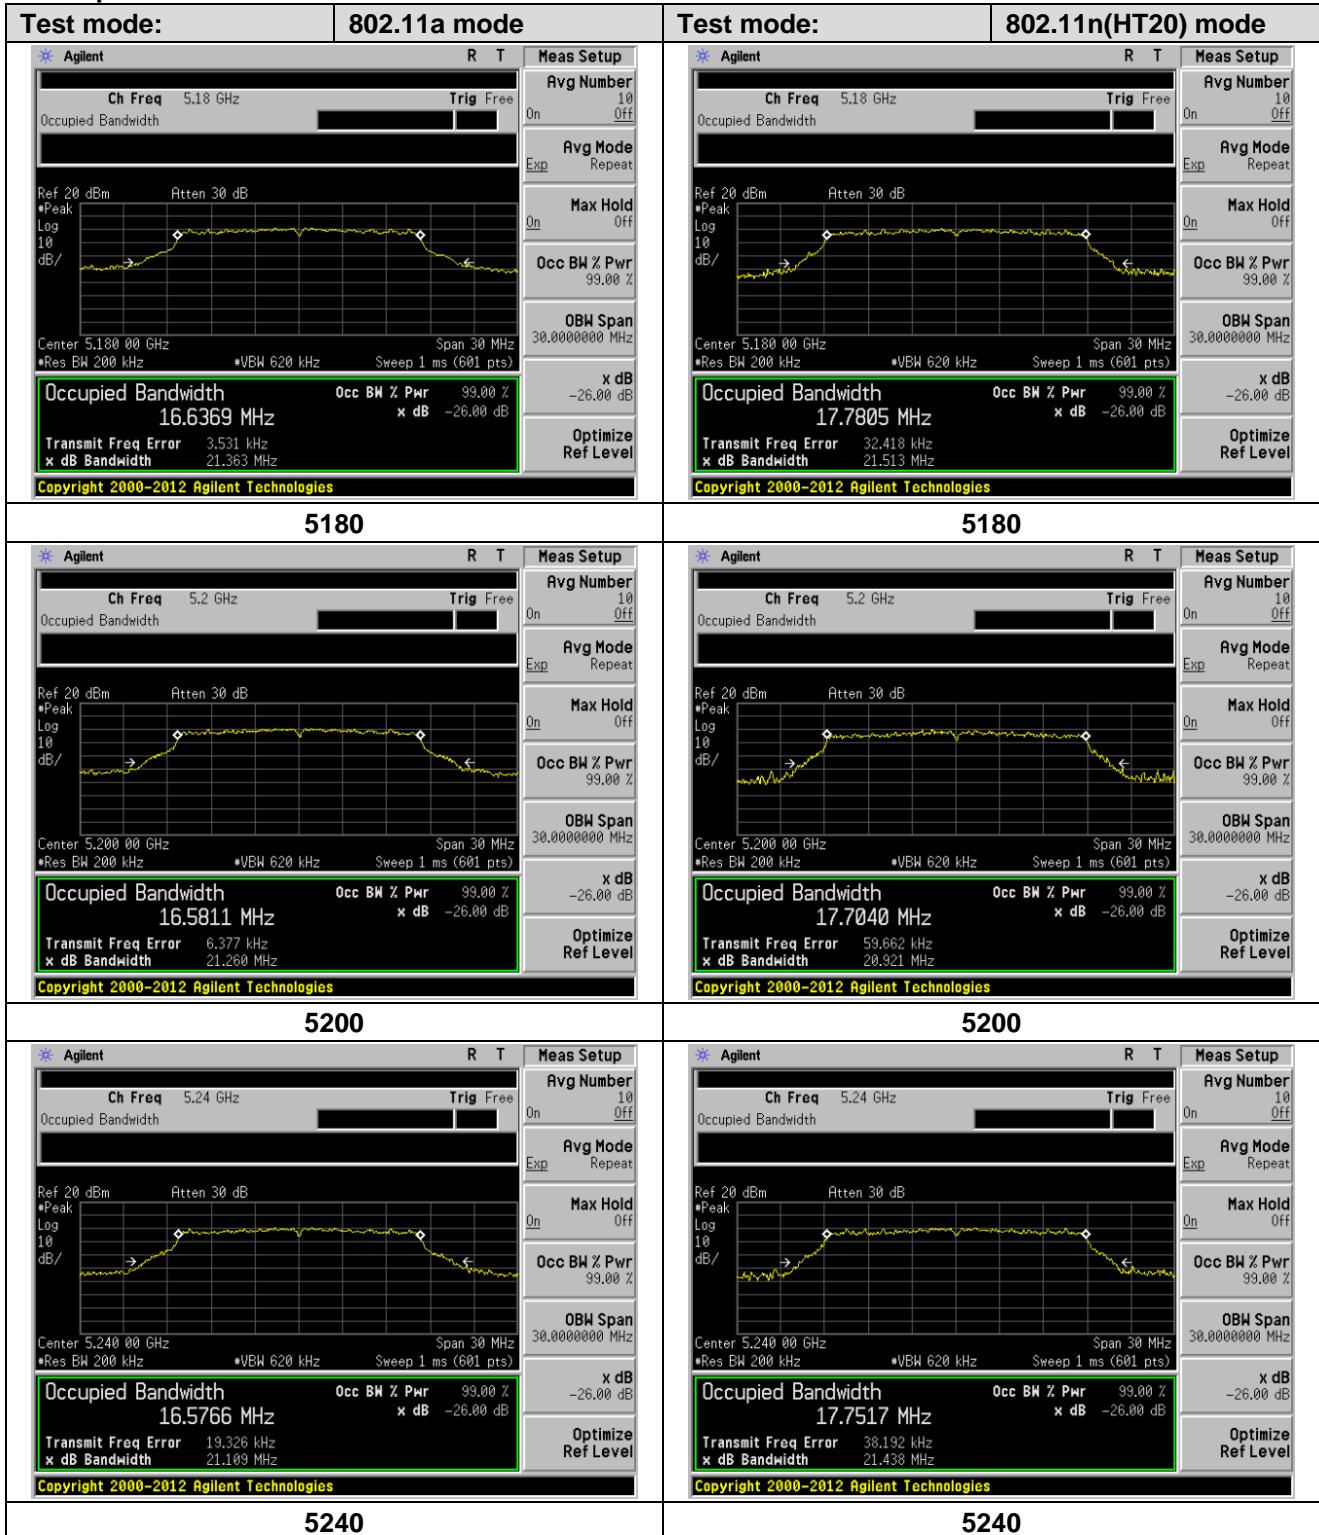 Test mode: 802.11a mode Test mode: 802.11n(HT20) mode
Agilent R T Meas Setup
Ch Freq 5.18 GHz Trig Free
Occupied Bandwidth
Ref 20 dBm Atten 30 dB
#Peak
Log
10
dB/
Center 5.180 00 GHz Span 30 MHz
#Res BW 200 kHz #VBW 620 kHz Sweep 1 ms (601 pts)
Occupied Bandwidth Occ BW % Pwr 99.00 %
16.6369 MHz x dB -26.00 dB
Transmit Freq Error 3.531 kHz
x dB Bandwidth 21.363 MHz
Avg Number
10
On Off
Avg Mode
Exp Repeat
Max Hold
On Off
Occ BW % Pwr
99.00 %
OBW Span
30.0000000 MHz
x dB
-26.00 dB
Optimize
Ref Level
Copyright 2000-2012 Agilent Technologies
5180
Agilent R T Meas Setup
Ch Freq 5.18 GHz Trig Free
Occupied Bandwidth
Ref 20 dBm Atten 30 dB
#Peak
Log
10
dB/
Center 5.180 00 GHz Span 30 MHz
#Res BW 200 kHz #VBW 620 kHz Sweep 1 ms (601 pts)
Occupied Bandwidth Occ BW % Pwr 99.00 %
17.7805 MHz x dB -26.00 dB
Transmit Freq Error 32.418 kHz
x dB Bandwidth 21.513 MHz
Avg Number
10
On Off
Avg Mode
Exp Repeat
Max Hold
On Off
Occ BW % Pwr
99.00 %
OBW Span
30.0000000 MHz
x dB
-26.00 dB
Optimize
Ref Level
Copyright 2000-2012 Agilent Technologies
5180
Agilent R T Meas Setup
Ch Freq 5.2 GHz Trig Free
Occupied Bandwidth
Ref 20 dBm Atten 30 dB
#Peak
Log
10
dB/
Center 5.200 00 GHz Span 30 MHz
#Res BW 200 kHz #VBW 620 kHz Sweep 1 ms (601 pts)
Occupied Bandwidth Occ BW % Pwr 99.00 %
16.5811 MHz x dB -26.00 dB
Transmit Freq Error 6.377 kHz
x dB Bandwidth 21.260 MHz
Avg Number
10
On Off
Avg Mode
Exp Repeat
Max Hold
On Off
Occ BW % Pwr
99.00 %
OBW Span
30.0000000 MHz
x dB
-26.00 dB
Optimize
Ref Level
Copyright 2000-2012 Agilent Technologies
5200
Agilent R T Meas Setup
Ch Freq 5.2 GHz Trig Free
Occupied Bandwidth
Ref 20 dBm Atten 30 dB
#Peak
Log
10
dB/
Center 5.200 00 GHz Span 30 MHz
#Res BW 200 kHz #VBW 620 kHz Sweep 1 ms (601 pts)
Occupied Bandwidth Occ BW % Pwr 99.00 %
17.7040 MHz x dB -26.00 dB
Transmit Freq Error 59.662 kHz
x dB Bandwidth 20.921 MHz
Avg Number
10
On Off
Avg Mode
Exp Repeat
Max Hold
On Off
Occ BW % Pwr
99.00 %
OBW Span
30.0000000 MHz
x dB
-26.00 dB
Optimize
Ref Level
Copyright 2000-2012 Agilent Technologies
5200
Agilent R T Meas Setup
Ch Freq 5.24 GHz Trig Free
Occupied Bandwidth
Ref 20 dBm Atten 30 dB
#Peak
Log
10
dB/
Center 5.240 00 GHz Span 30 MHz
#Res BW 200 kHz #VBW 620 kHz Sweep 1 ms (601 pts)
Occupied Bandwidth Occ BW % Pwr 99.00 %
16.5766 MHz x dB -26.00 dB
Transmit Freq Error 19.326 kHz
x dB Bandwidth 21.109 MHz
Avg Number
10
On Off
Avg Mode
Exp Repeat
Max Hold
On Off
Occ BW % Pwr
99.00 %
OBW Span
30.0000000 MHz
x dB
-26.00 dB
Optimize
Ref Level
Copyright 2000-2012 Agilent Technologies
5240
Agilent R T Meas Setup
Ch Freq 5.24 GHz Trig Free
Occupied Bandwidth
Ref 20 dBm Atten 30 dB
#Peak
Log
10
dB/
Center 5.240 00 GHz Span 30 MHz
#Res BW 200 kHz #VBW 620 kHz Sweep 1 ms (601 pts)
Occupied Bandwidth Occ BW % Pwr 99.00 %
17.7517 MHz x dB -26.00 dB
Transmit Freq Error 38.192 kHz
x dB Bandwidth 21.438 MHz
Avg Number
10
On Off
Avg Mode
Exp Repeat
Max Hold
On Off
Occ BW % Pwr
99.00 %
OBW Span
30.0000000 MHz
x dB
-26.00 dB
Optimize
Ref Level
Copyright 2000-2012 Agilent Technologies
5240